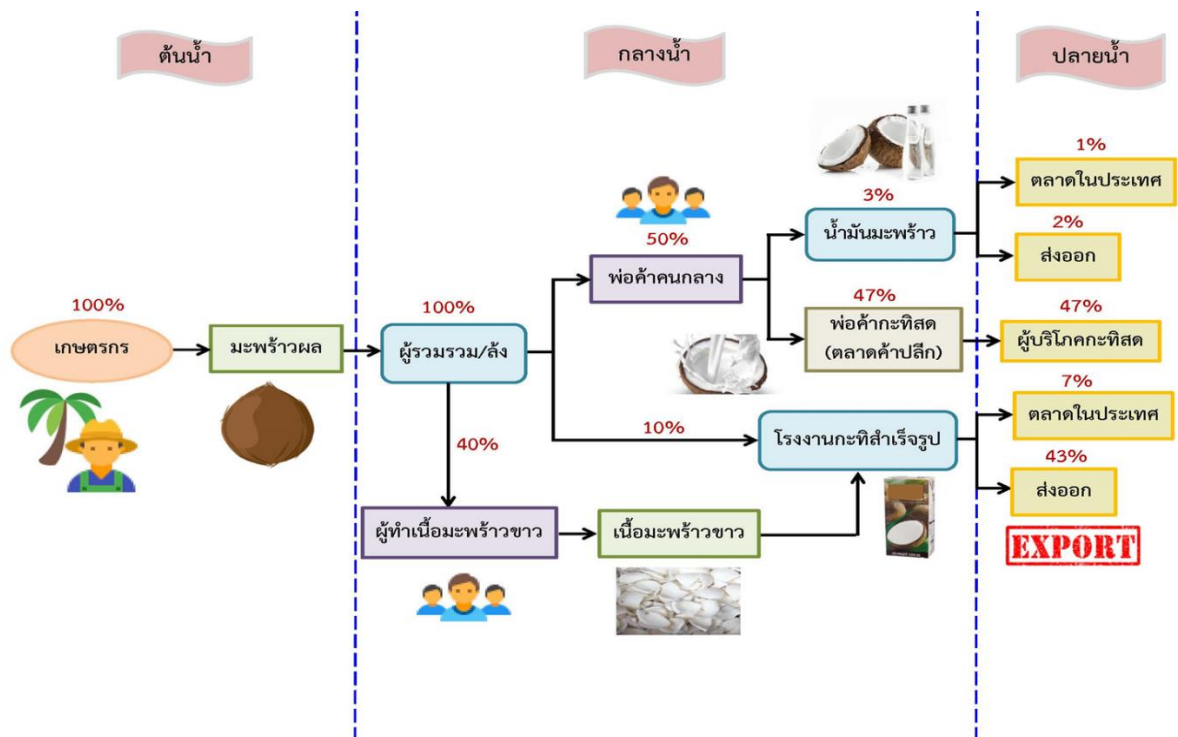 ต้นน้ำ
กลางน้ำ
ปลายน้ำ
100%
เกษตรกร
มะพร้าวผล
100%
ผู้รวมรวม/ล้ง
50%
พ่อค้าคนกลาง
3%
น้ำมันมะพร้าว
1%
ตลาดในประเทศ
2%
ส่งออก
47%
พ่อค้ากะทิสด
(ตลาดค้าปลีก)
47%
ผู้บริโภคกะทิสด
10%
โรงงานกะทิสำเร็จรูป
7%
ตลาดในประเทศ
43%
ส่งออก
EXPORT
40%
ผู้ทำเนื้อมะพร้าวขาว
เนื้อมะพร้าวขาว